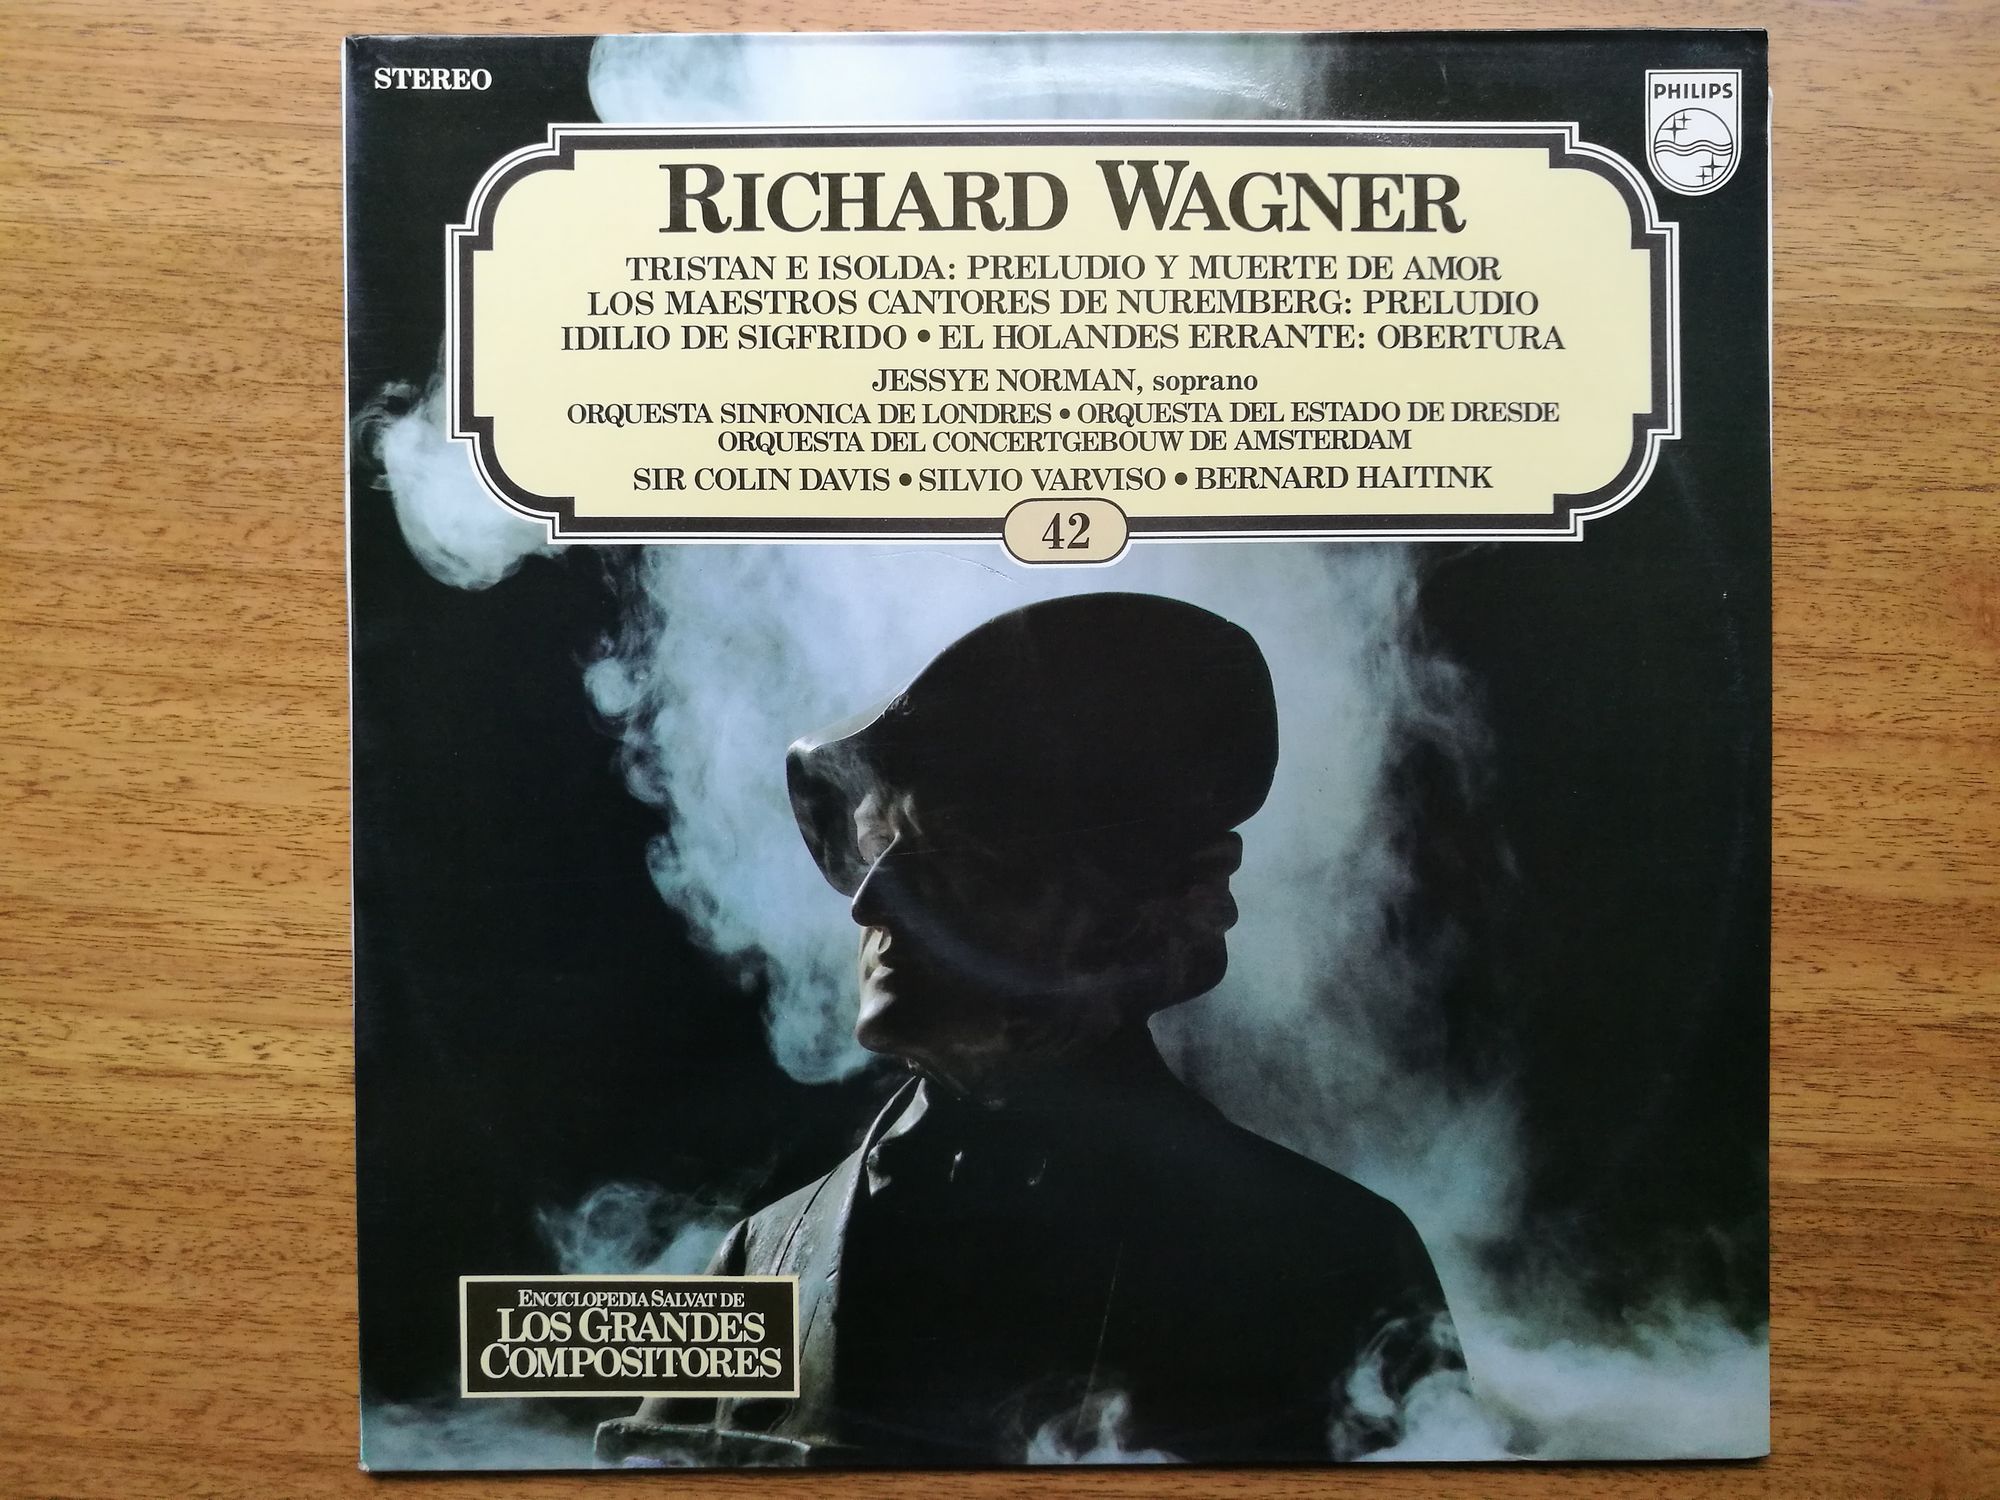 STEREO
PHILIPS
RICHARD WAGNER
TRISTAN E ISOLDA: PRELUDIO Y MUERTE DE AMOR
LOS MAESTROS CANTORES DE NUREMBERG: PRELUDIO
IDILIO DE SIGFRIDO • EL HOLANDES ERRANTE: OBERTURA
JESSYE NORMAN, soprano
ORQUESTA SINFONICA DE LONDRES • ORQUESTA DEL ESTADO DE DRESDE
ORQUESTA DEL CONCERTGEBOUW DE AMSTERDAM
SIR COLIN DAVIS • SILVIO VARVISO • BERNARD HAITINK
42
ENCICLOPEDIA SALVAT DE
LOS GRANDES
COMPOSITORES